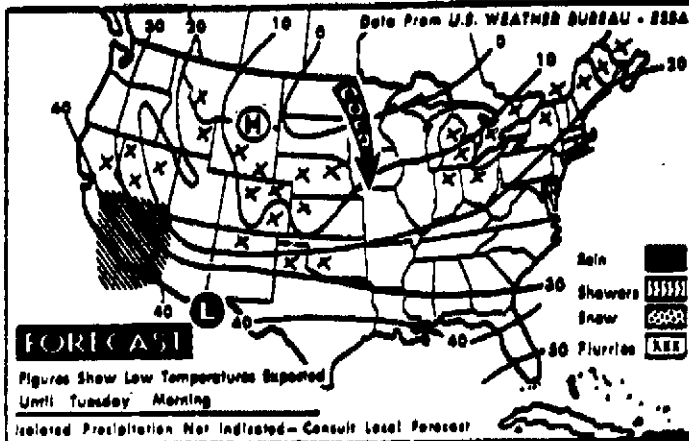 Data From U.S. WEATHER BUREAU - ESSA
30 20 10 0 0 10 20
40
H
COLD
L
40 40 40 30 50
Rain
Showers
Snow
Flurries
XXX
FORECAST
Figures Show Low Temperatures Expected
Until Tuesday Morning
Isolated Precipitation Not Indicated - Consult Local Forecast